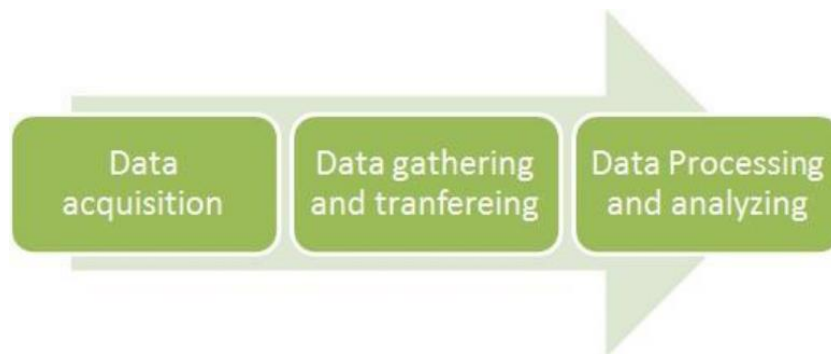 Data
acquisition
Data gathering
and tranfereing
Data Processing
and analyzing